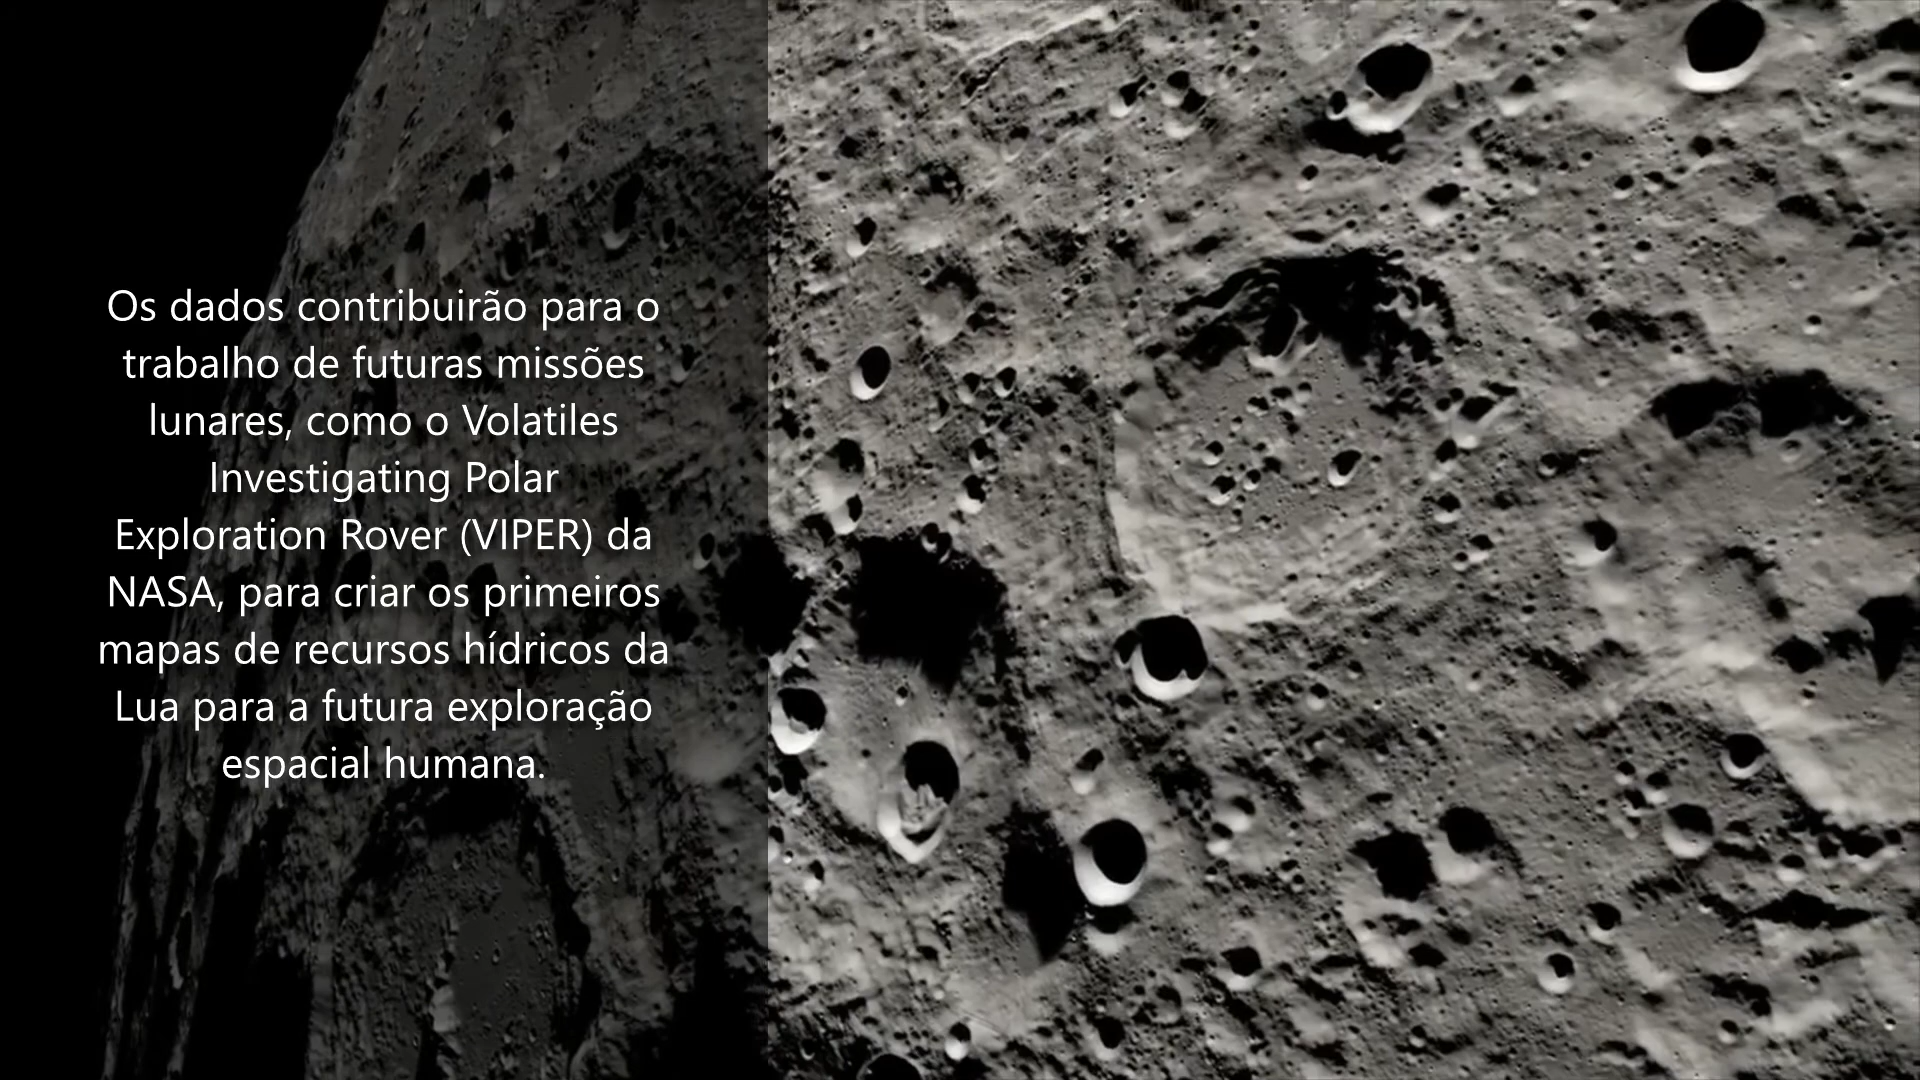 Os dados contribuirão para o
trabalho de futuras missões
lunares, como o Volatiles
Investigating Polar
Exploration Rover (VIPER) da
NASA, para criar os primeiros
mapas de recursos hídricos da
Lua para a futura exploração
espacial humana.